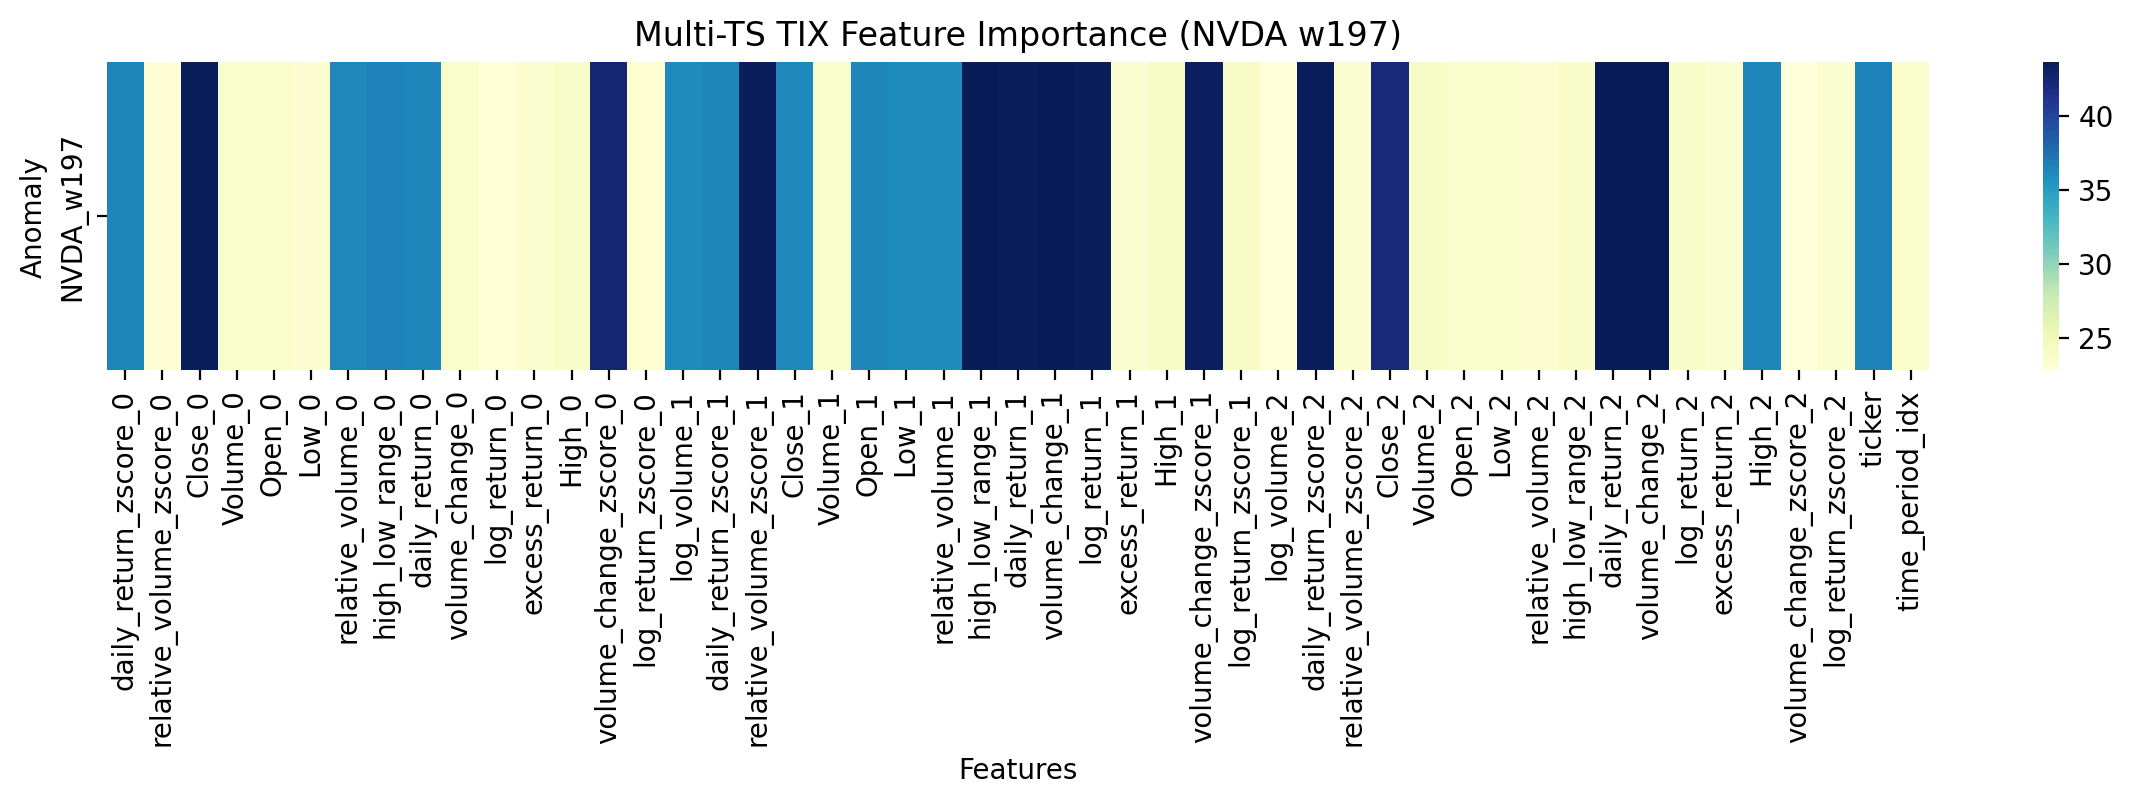 Multi-TS TIX Feature Importance (NVDA w197)
Anomaly
NVDA_w197
40
35
30
25
daily_return_zscore_0
relative_volume_zscore_0
Close_0
Volume_0
Open_0
Low_0
relative_volume_0
high_low_range_0
daily_return_0
volume_change_0
log_return_0
excess_return_0
High_0
volume_change_zscore_0
log_return_zscore_0
log_volume_1
daily_return_zscore_1
relative_volume_zscore_1
Close_1
Volume_1
Open_1
Low_1
relative_volume_1
high_low_range_1
daily_return_1
volume_change_1
log_return_1
excess_return_1
High_1
volume_change_zscore_1
log_return_zscore_1
log_volume_2
daily_return_zscore_2
relative_volume_zscore_2
Close_2
Volume_2
Open_2
Low_2
relative_volume_2
high_low_range_2
daily_return_2
volume_change_2
log_return_2
excess_return_2
High_2
volume_change_zscore_2
log_return_zscore_2
ticker
time_period_idx
Features